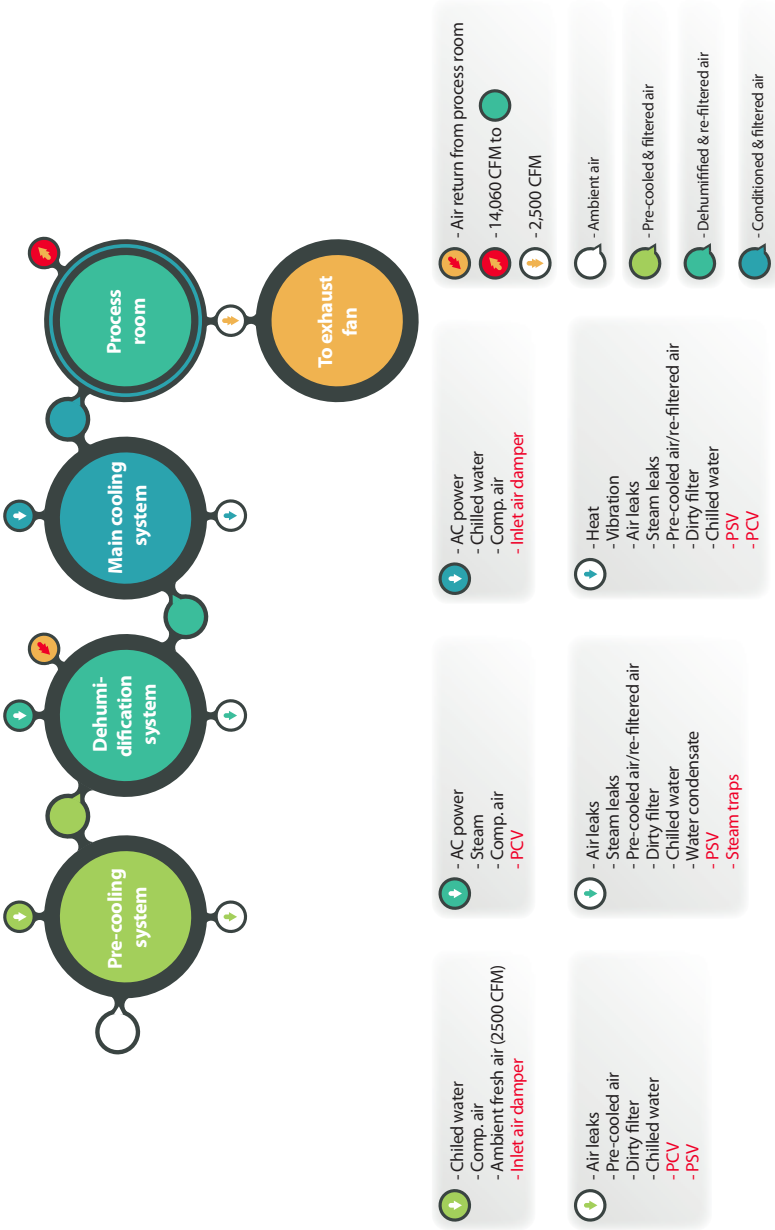 Pre-cooling
system
Dehumi-
dification
system
Main cooling
system
Process
room
To exhaust
fan
- Chiled water
- Comp. air
- Ambient fresh air (2500 CFM)
- Inlet air damper
- AC power
- Steam
- Comp. air
- PCV
- AC power
- Chilled water
- Comp. air
- Inlet air damper
- Air return from process room
- 14,060 CFM to
- 2,500 CFM
- Air leaks
- Pre-cooled air
- Dirty filter
- Chilled water
- PCV
- PSV
- Air leaks
- Steam leaks
- Pre-cooled air/re-filtered air
- Dirty filter
- Chilled water
- Water condensate
- PSV
- Steam traps
- Heat
- Vibration
- Air leaks
- Steam leaks
- Pre-cooled air/re-filtered air
- Dirty filter
- Chilled water
- PSV
- PCV
- Ambient air
- Pre-cooled & filtered air
- Dehumififified & re-filtered air
- Conditioned & filtered air